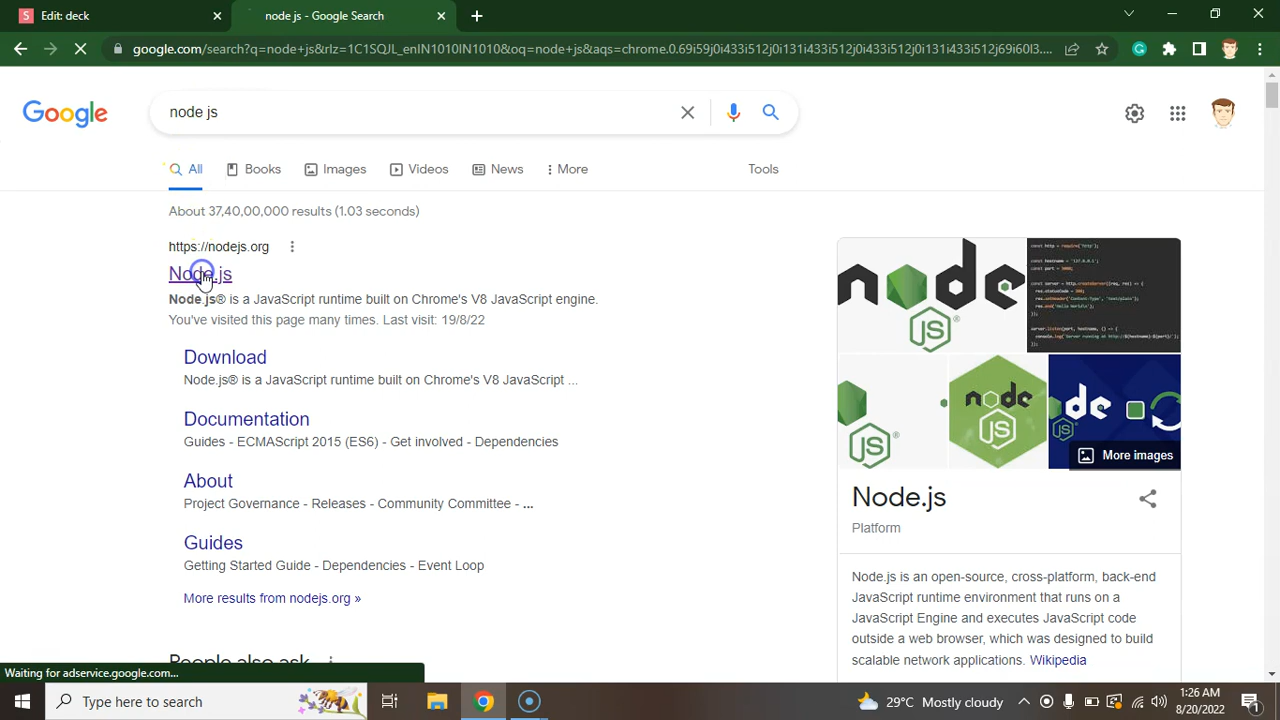 Edit: deck
node js - Google Search
google.com/search?q=node+js&rlz=1C1SQJL_enIN1010IN1010&oq=node+js&aqs=chrome.0.69i59j0i433i512j0i131i433i512j0i433i512j0i131i433i512j69i60l3....
Google
node js
All
Books
Images
Videos
News
More
Tools
About 37,40,00,000 results (1.03 seconds)
https://nodejs.org
Node.js
Node.js® is a JavaScript runtime built on Chrome's V8 JavaScript engine.
You've visited this page many times. Last visit: 19/8/22
Download
Node.js® is a JavaScript runtime built on Chrome's V8 JavaScript ...
Documentation
Guides - ECMAScript 2015 (ES6) - Get involved - Dependencies
About
Project Governance - Releases - Community Committee - ...
Guides
Getting Started Guide - Dependencies - Event Loop
More results from nodejs.org »
People also ask
More images
Node.js
Platform
Node.js is an open-source, cross-platform, back-end
JavaScript runtime environment that runs on a
JavaScript Engine and executes JavaScript code
outside a web browser, which was designed to build
scalable network applications. Wikipedia
Waiting for adservice.google.com...
Type here to search
29°C Mostly cloudy
1:26 AM
8/20/2022